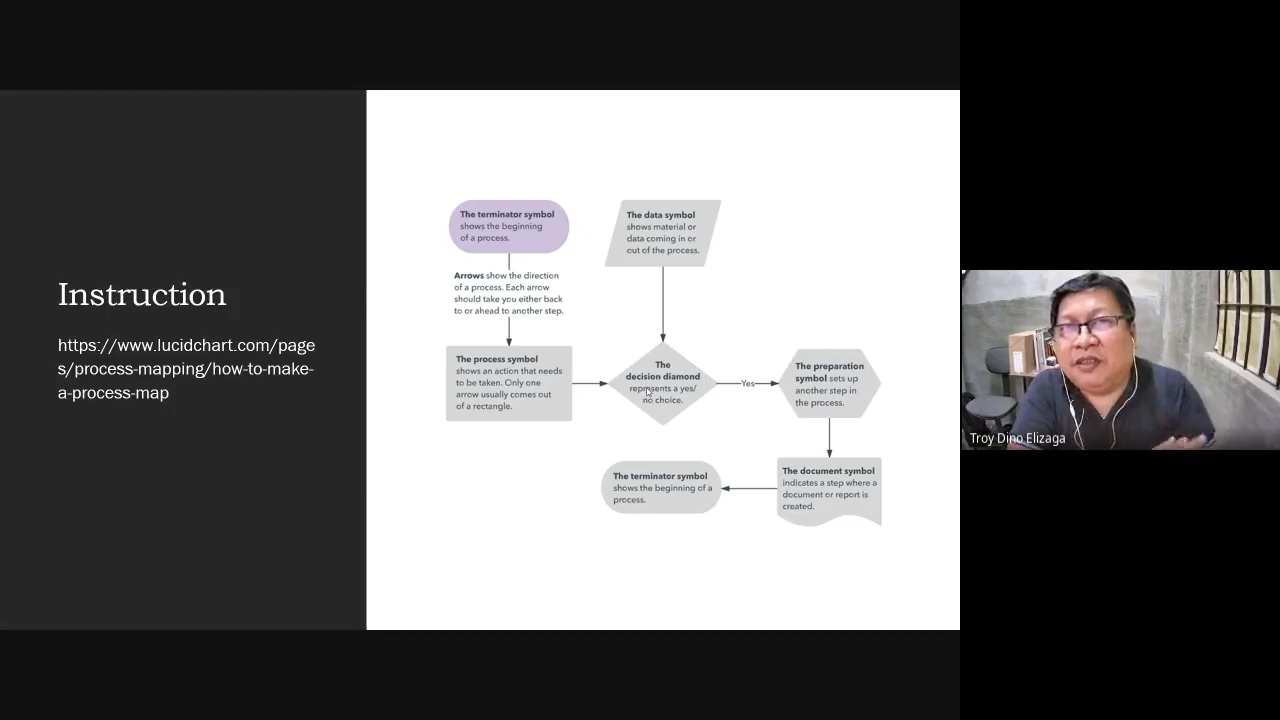 Instruction
https://www.lucidchart.com/page
s/process-mapping/how-to-make-
a-process-map
The terminator symbol
shows the beginning
of a process.
The data symbol
shows material or
data coming in or
out of the process.
Arrows show the direction
of a process. Each arrow
should take you either back
to or ahead to another step.
The process symbol
shows an action that needs
to be taken. Only one
arrow usually comes out
of a rectangle.
The
decision diamond
represents a yes/
no choice.
Yes
The preparation
symbol sets up
another step in
the process.
The document symbol
indicates a step where a
document or report is
created.
The terminator symbol
shows the beginning of a
process.
Troy Dino Elizaga